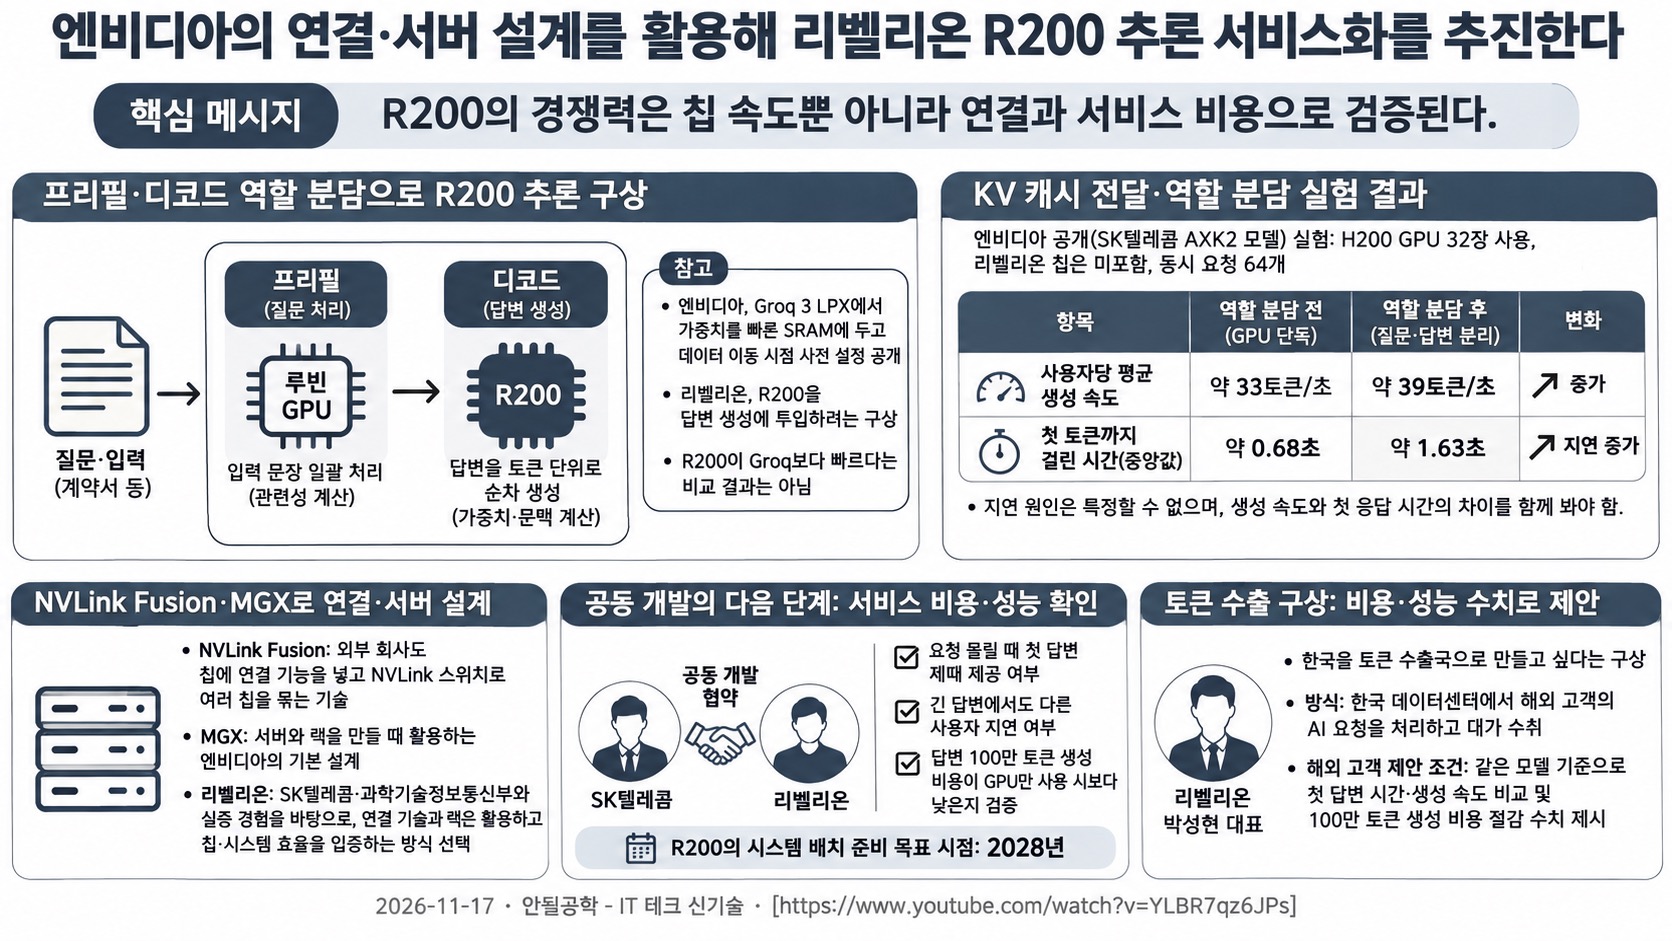 엔비디아의 연결·서버 설계를 활용해 리벨리온 R200 추론 서비스화를 추진한다
핵심 메시지
R200의 경쟁력은 칩 속도뿐 아니라 연결과 서비스 비용으로 검증된다.
프리필·디코드 역할 분담으로 R200 추론 구상
질문·입력
(계약서 등)
프리필
(질문 처리)
루빈
GPU
입력 문장 일괄 처리
(관련성 계산)
디코드
(답변 생성)
R200
답변을 토큰 단위로
순차 생성
(가중치·문맥 계산)
참고
• 엔비디아, Groq 3 LPX에서
가중치를 빠른 SRAM에 두고
데이터 이동 시점 사전 설정 공개
• 리벨리온, R200을
답변 생성에 투입하려는 구상
• R200이 Groq보다 빠르다는
비교 결과는 아님
KV 캐시 전달·역할 분담 실험 결과
엔비디아 공개(SK텔레콤 AXK2 모델) 실험: H200 GPU 32장 사용,
리벨리온 칩은 미포함, 동시 요청 64개
항목
역할 분담 전
(GPU 단독)
역할 분담 후
(질문·답변 분리)
변화
사용자당 평균
생성 속도
약 33토큰/초
약 39토큰/초
증가
첫 토큰까지
걸린 시간(중앙값)
약 0.68초
약 1.63초
지연 증가
• 지연 원인은 특정할 수 없으며, 생성 속도와 첫 응답 시간의 차이를 함께 봐야 함.
NVLink Fusion·MGX로 연결·서버 설계
• NVLink Fusion: 외부 회사도
칩에 연결 기능을 넣고 NVLink 스위치로
여러 칩을 묶는 기술
• MGX: 서버와 랙을 만들 때 활용하는
엔비디아의 기본 설계
• 리벨리온: SK텔레콤·과학기술정보통신부와
실증 경험을 바탕으로, 연결 기술과 랙은 활용하고
칩·시스템 효율을 입증하는 방식 선택
공동 개발의 다음 단계: 서비스 비용·성능 확인
공동 개발
협약
SK텔레콤
리벨리온
요청 몰릴 때 첫 답변
제때 제공 여부
긴 답변에서도 다른
사용자 지연 여부
답변 100만 토큰 생성
비용이 GPU만 사용 시보다
낮은지 검증
R200의 시스템 배치 준비 목표 시점: 2028년
토큰 수출 구상: 비용·성능 수치로 제안
리벨리온
박성현 대표
• 한국을 토큰 수출국으로 만들고 싶다는 구상
• 방식: 한국 데이터센터에서 해외 고객의
AI 요청을 처리하고 대가 수취
• 해외 고객 제안 조건: 같은 모델 기준으로
첫 답변 시간·생성 속도 비교 및
100만 토큰 생성 비용 절감 수치 제시
2026-11-17 · 안될공학 - IT 테크 신기술 · [https://www.youtube.com/watch?v=YLBR7qz6JPs]